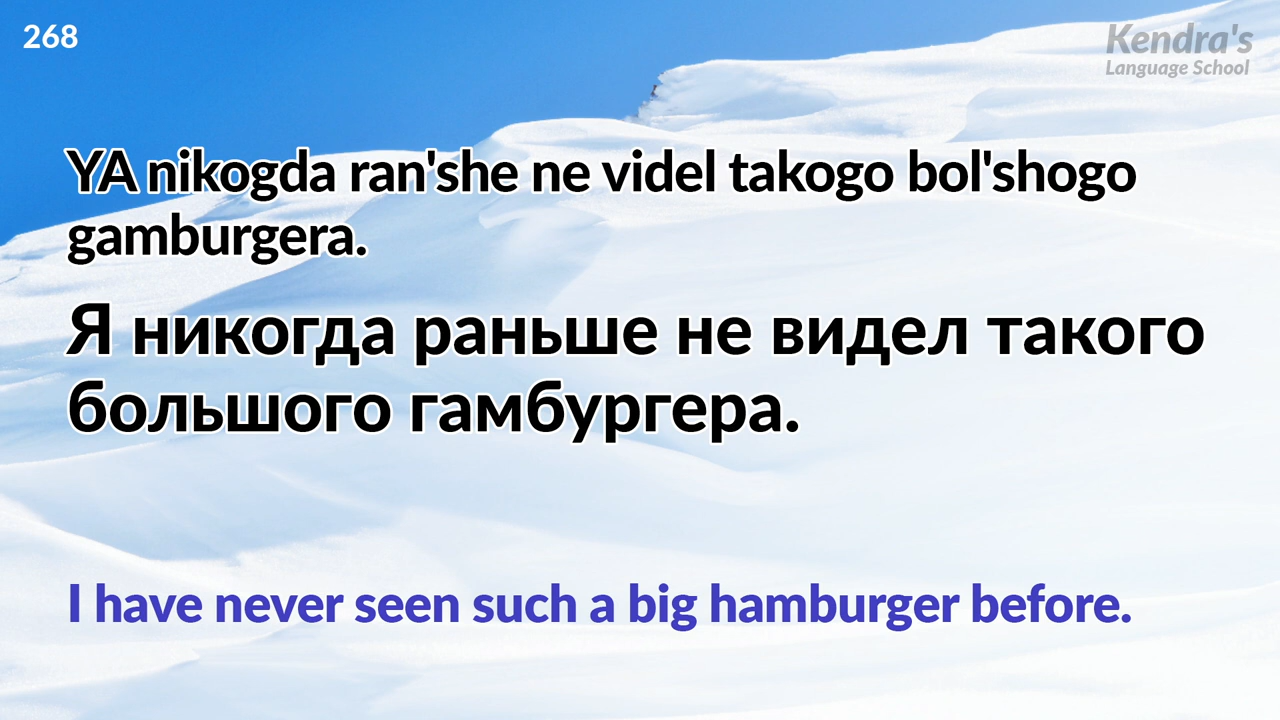 268
Kendra's
Language School
YA nikogda ran'she ne videl takogo bol'shogo
gamburgera.
Я никогда раньше не видел такого
большого гамбургера.
I have never seen such a big hamburger before.